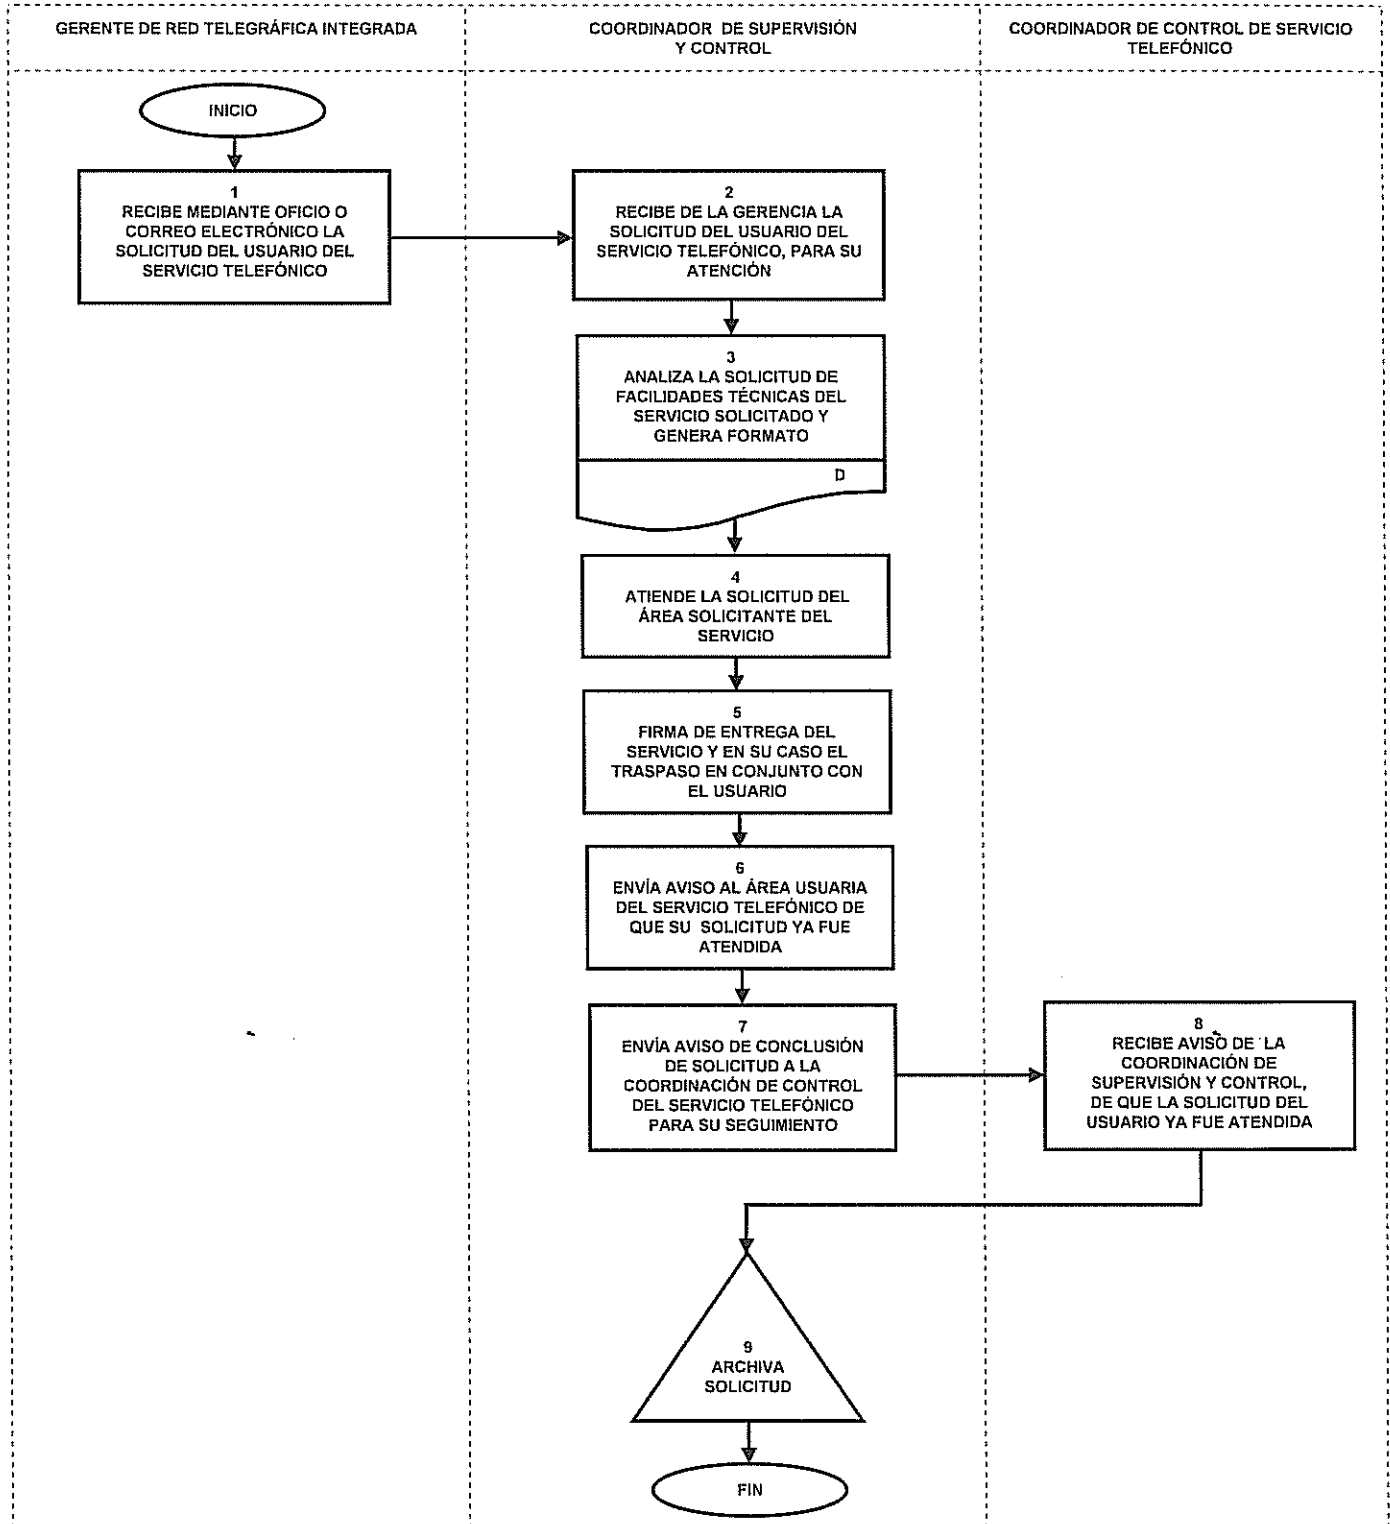 GERENTE DE RED TELEGRÁFICA INTEGRADA
COORDINADOR DE SUPERVISIÓN
Y CONTROL
COORDINADOR DE CONTROL DE SERVICIO
TELEFÓNICO
INICIO
1
RECIBE MEDIANTE OFICIO O
CORREO ELECTRÓNICO LA
SOLICITUD DEL USUARIO DEL
SERVICIO TELEFÓNICO
2
RECIBE DE LA GERENCIA LA
SOLICITUD DEL USUARIO DEL
SERVICIO TELEFÓNICO, PARA SU
ATENCIÓN
3
ANALIZA LA SOLICITUD DE
FACILIDADES TÉCNICAS DEL
SERVICIO SOLICITADO Y
GENERA FORMATO
D
4
ATIENDE LA SOLICITUD DEL
ÁREA SOLICITANTE DEL
SERVICIO
5
FIRMA DE ENTREGA DEL
SERVICIO Y EN SU CASO EL
TRASPASO EN CONJUNTO CON
EL USUARIO
6
ENVÍA AVISO AL ÁREA USUARIA
DEL SERVICIO TELEFÓNICO DE
QUE SU SOLICITUD YA FUE
ATENDIDA
7
ENVÍA AVISO DE CONCLUSIÓN
DE SOLICITUD A LA
COORDINACIÓN DE CONTROL
DEL SERVICIO TELEFÓNICO
PARA SU SEGUIMIENTO
8
RECIBE AVISO DE LA
COORDINACIÓN DE
SUPERVISIÓN Y CONTROL,
DE QUE LA SOLICITUD DEL
USUARIO YA FUE ATENDIDA
9
ARCHIVA
SOLICITUD
FIN